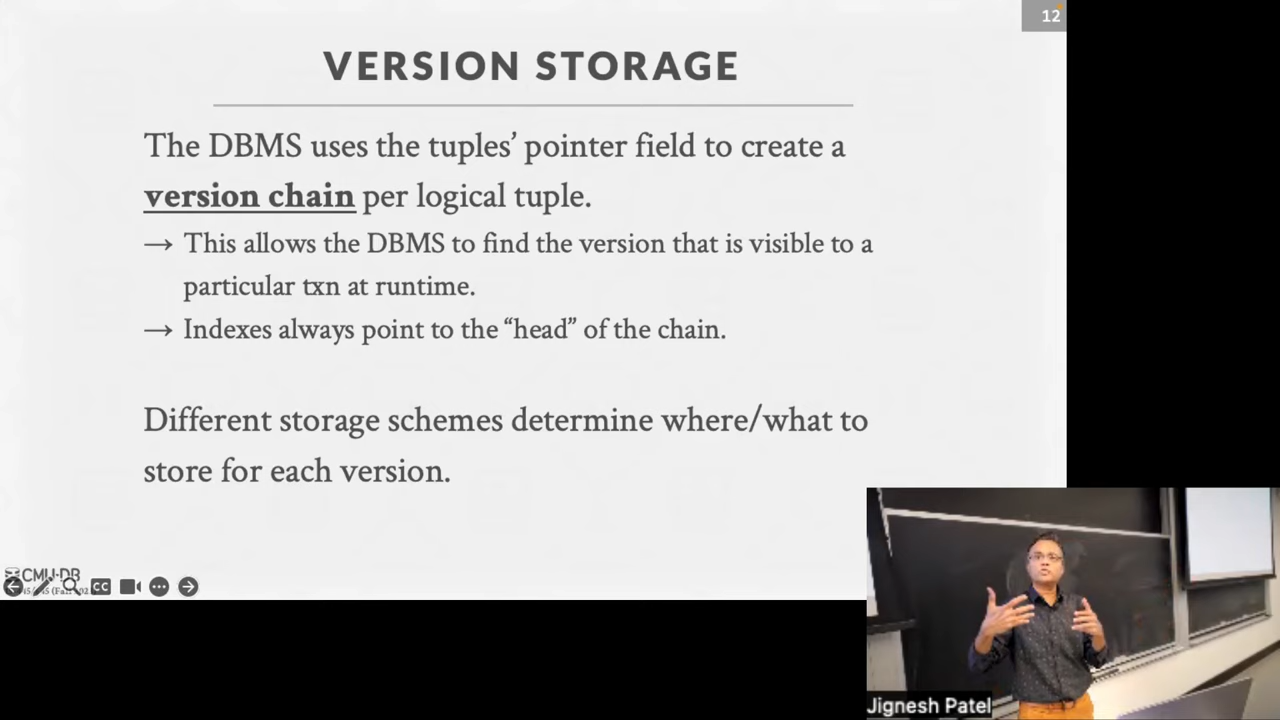 12
VERSION STORAGE
The DBMS uses the tuples’ pointer field to create a
version chain per logical tuple.
→ This allows the DBMS to find the version that is visible to a
particular txn at runtime.
→ Indexes always point to the “head” of the chain.
Different storage schemes determine where/what to
store for each version.
CMU·DB
CC
Jignesh Patel